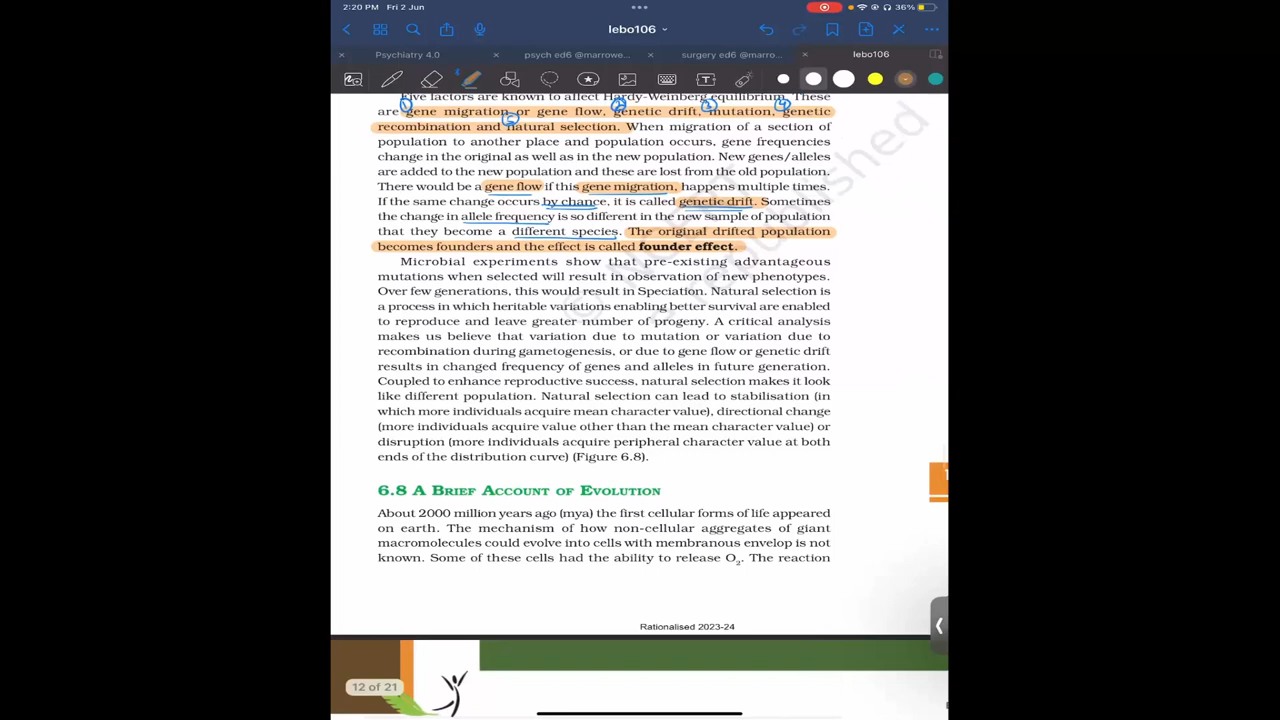 2:20 PM Fri 2 Jun
36%
lebo106
Psychiatry 4.0
psych ed6 @marrowe...
surgery ed6 @marro...
lebo106
Five factors are known to affect Hardy-Weinberg equilibrium. These
are gene migration or gene flow, genetic drift, mutation, genetic
recombination and natural selection. When migration of a section of
population to another place and population occurs, gene frequencies
change in the original as well as in the new population. New genes/alleles
are added to the new population and these are lost from the old population.
There would be a gene flow if this gene migration, happens multiple times.
If the same change occurs by chance, it is called genetic drift. Sometimes
the change in allele frequency is so different in the new sample of population
that they become a different species. The original drifted population
becomes founders and the effect is called founder effect.
Microbial experiments show that pre-existing advantageous
mutations when selected will result in observation of new phenotypes.
Over few generations, this would result in Speciation. Natural selection is
a process in which heritable variations enabling better survival are enabled
to reproduce and leave greater number of progeny. A critical analysis
makes us believe that variation due to mutation or variation due to
recombination during gametogenesis, or due to gene flow or genetic drift
results in changed frequency of genes and alleles in future generation.
Coupled to enhance reproductive success, natural selection makes it look
like different population. Natural selection can lead to stabilisation (in
which more individuals acquire mean character value), directional change
(more individuals acquire value other than the mean character value) or
disruption (more individuals acquire peripheral character value at both
ends of the distribution curve) (Figure 6.8).
6.8 A Brief Account of Evolution
About 2000 million years ago (mya) the first cellular forms of life appeared
on earth. The mechanism of how non-cellular aggregates of giant
macromolecules could evolve into cells with membranous envelop is not
known. Some of these cells had the ability to release O₂. The reaction
Rationalised 2023-24
12 of 21